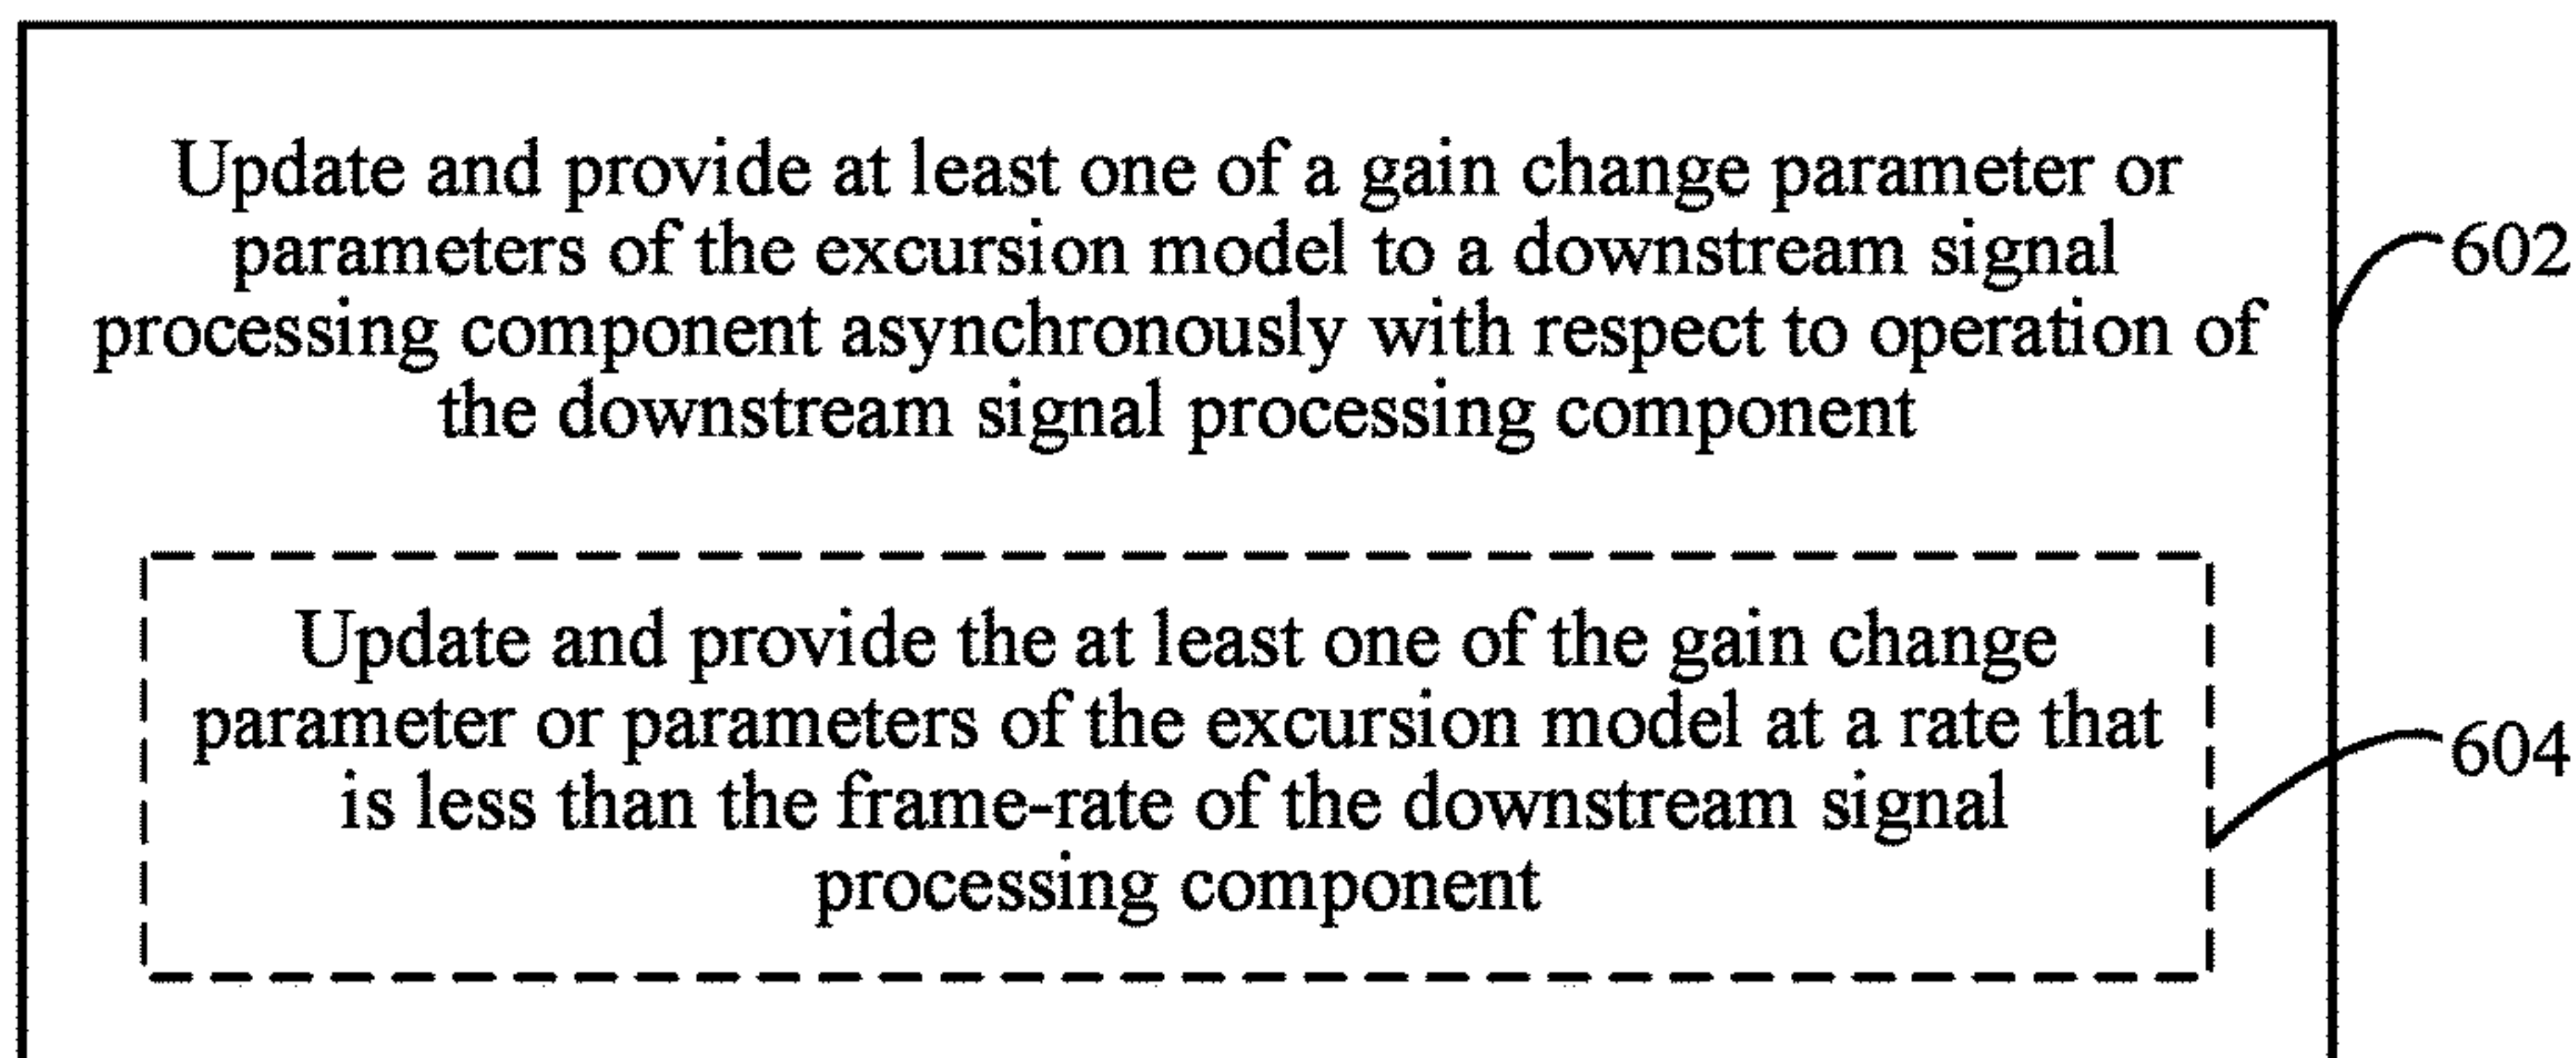 Update and provide at least one of a gain change parameter or
parameters of the excursion model to a downstream signal
processing component asynchronously with respect to operation of
the downstream signal processing component
602
Update and provide the at least one of the gain change
parameter or parameters of the excursion model at a rate that
is less than the frame-rate of the downstream signal
processing component
604